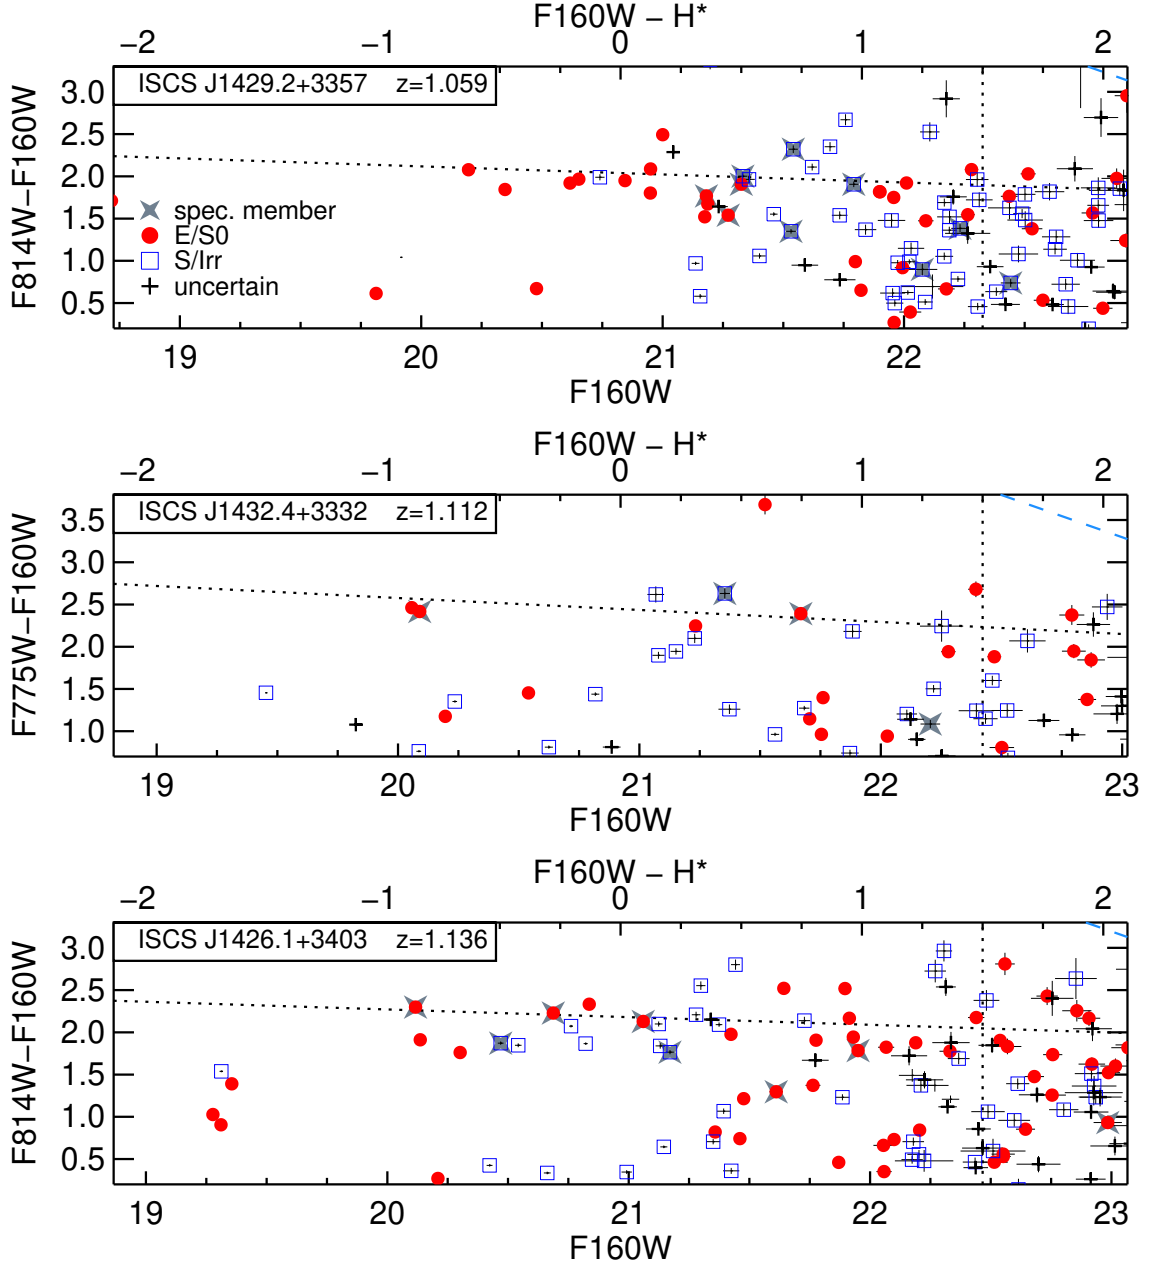 F160W − H*
−2 −1 0 1 2
ISCS J1429.2+3357 z=1.059
F814W−F160W
3.0
2.5
2.0
1.5
1.0
0.5
spec. member
E/S0
S/Irr
uncertain
19 20 21 22
F160W
F160W − H*
−2 −1 0 1 2
ISCS J1432.4+3332 z=1.112
F775W−F160W
3.5
3.0
2.5
2.0
1.5
1.0
19 20 21 22 23
F160W
F160W − H*
−2 −1 0 1 2
ISCS J1426.1+3403 z=1.136
F814W−F160W
3.0
2.5
2.0
1.5
1.0
0.5
19 20 21 22 23
F160W